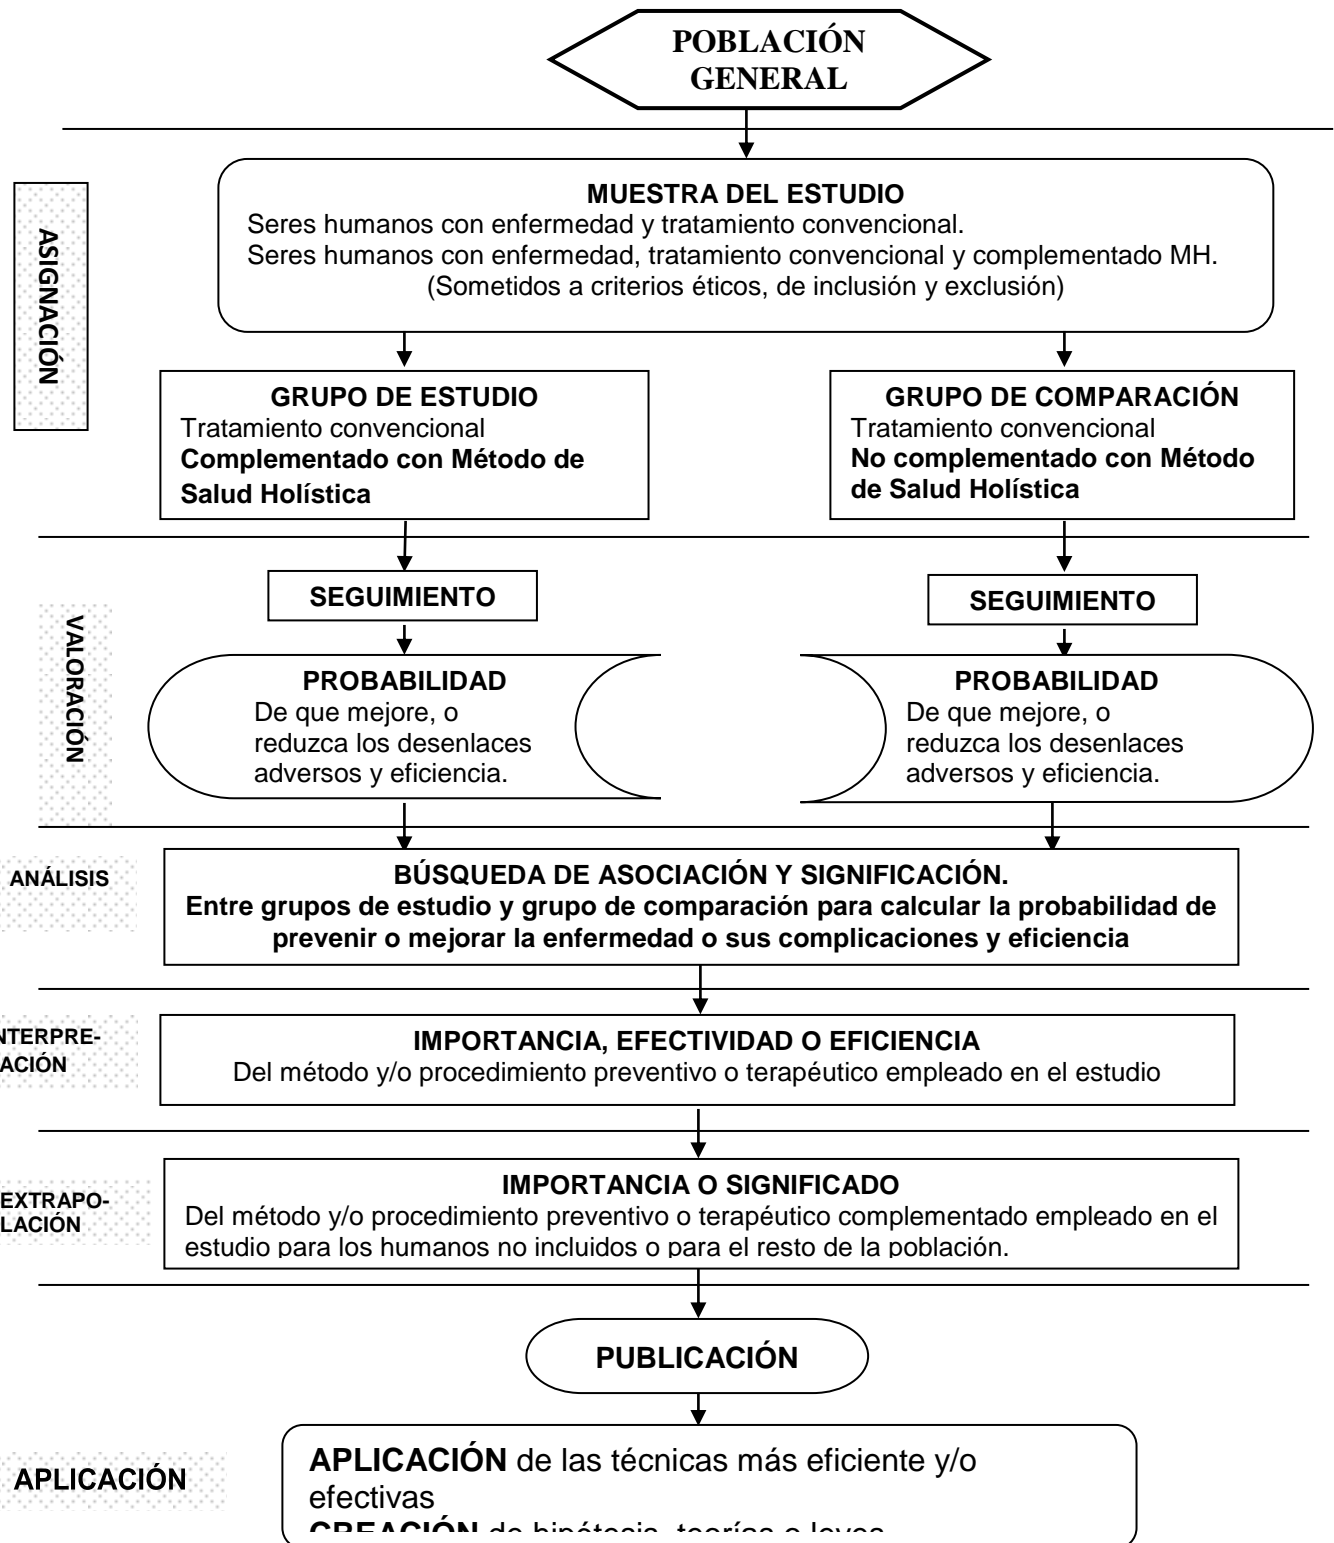 POBLACIÓN
GENERAL
ASIGNACIÓN
MUESTRA DEL ESTUDIO
Seres humanos con enfermedad y tratamiento convencional.
Seres humanos con enfermedad, tratamiento convencional y complementado MH.
(Sometidos a criterios éticos, de inclusión y exclusión)
GRUPO DE ESTUDIO
Tratamiento convencional
Complementado con Método de
Salud Holística
GRUPO DE COMPARACIÓN
Tratamiento convencional
No complementado con Método
de Salud Holística
VALORACIÓN
SEGUIMIENTO
SEGUIMIENTO
PROBABILIDAD
De que mejore, o
reduzca los desenlaces
adversos y eficiencia.
PROBABILIDAD
De que mejore, o
reduzca los desenlaces
adversos y eficiencia.
ANÁLISIS
BÚSQUEDA DE ASOCIACIÓN Y SIGNIFICACIÓN.
Entre grupos de estudio y grupo de comparación para calcular la probabilidad de
prevenir o mejorar la enfermedad o sus complicaciones y eficiencia
NTERPRE-
ACIÓN
IMPORTANCIA, EFECTIVIDAD O EFICIENCIA
Del método y/o procedimiento preventivo o terapéutico empleado en el estudio
EXTRAPO-
LACIÓN
IMPORTANCIA O SIGNIFICADO
Del método y/o procedimiento preventivo o terapéutico complementado empleado en el
estudio para los humanos no incluidos o para el resto de la población.
PUBLICACIÓN
APLICACIÓN
APLICACIÓN de las técnicas más eficiente y/o
efectivas
CREACIÓN de hipótesis, teorías o leyes